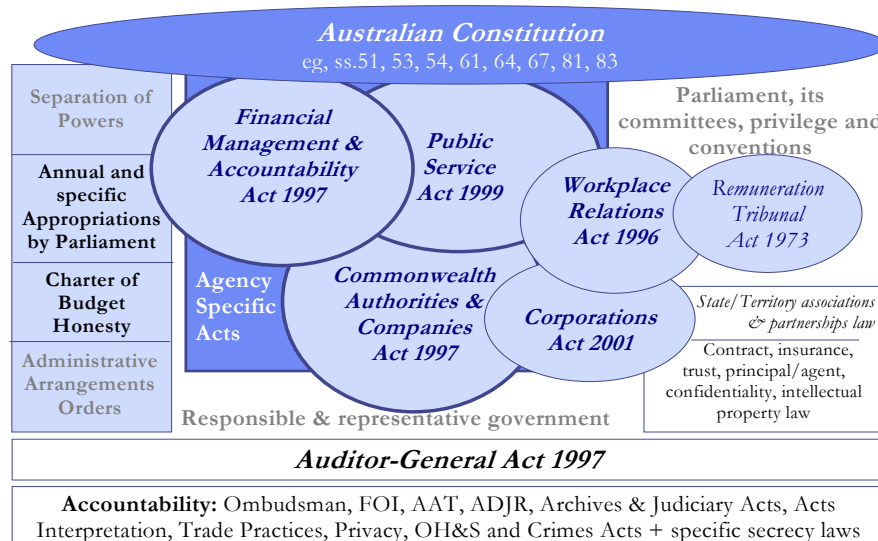 Australian Constitution
eg, ss.51, 53, 54, 61, 64, 67, 81, 83
Separation of
Powers
Annual and
specific
Appropriations
by Parliament
Charter of
Budget
Honesty
Administrative
Arrangements
Orders
Financial
Management &
Accountability
Act 1997
Public
Service
Act 1999
Parliament, its
committees, privilege and
conventions
Workplace
Relations
Act 1996
Remuneration
Tribunal
Act 1973
Agency
Specific
Acts
Commonwealth
Authorities &
Companies
Act 1997
Corporations
Act 2001
State/Territory associations
& partnerships law
Contract, insurance,
trust, principal/agent,
confidentiality, intellectual
property law
Responsible & representative government
Auditor-General Act 1997
Accountability: Ombudsman, FOI, AAT, ADJR, Archives & Judiciary Acts, Acts
Interpretation, Trade Practices, Privacy, OH&S and Crimes Acts + specific secrecy laws